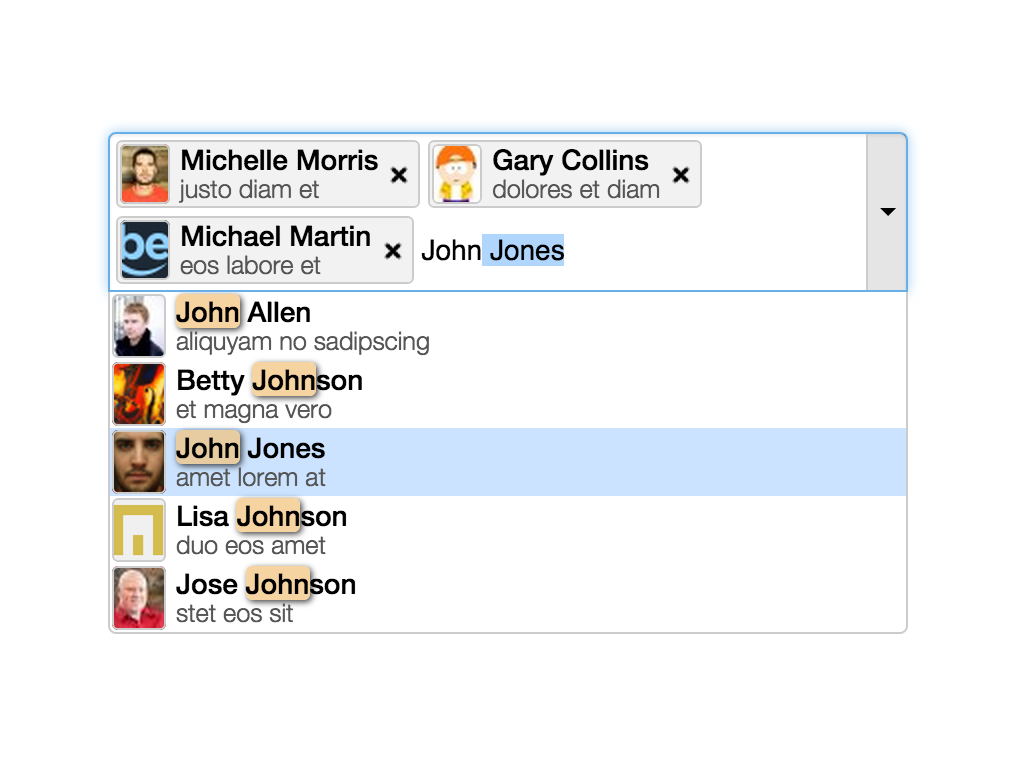 Michelle Morris
justo diam et
Gary Collins
dolores et diam
be
Michael Martin
eos labore et
John Jones
John Allen
aliquyam no sadipscing
Betty Johnson
et magna vero
John Jones
amet lorem at
Lisa Johnson
duo eos amet
Jose Johnson
stet eos sit